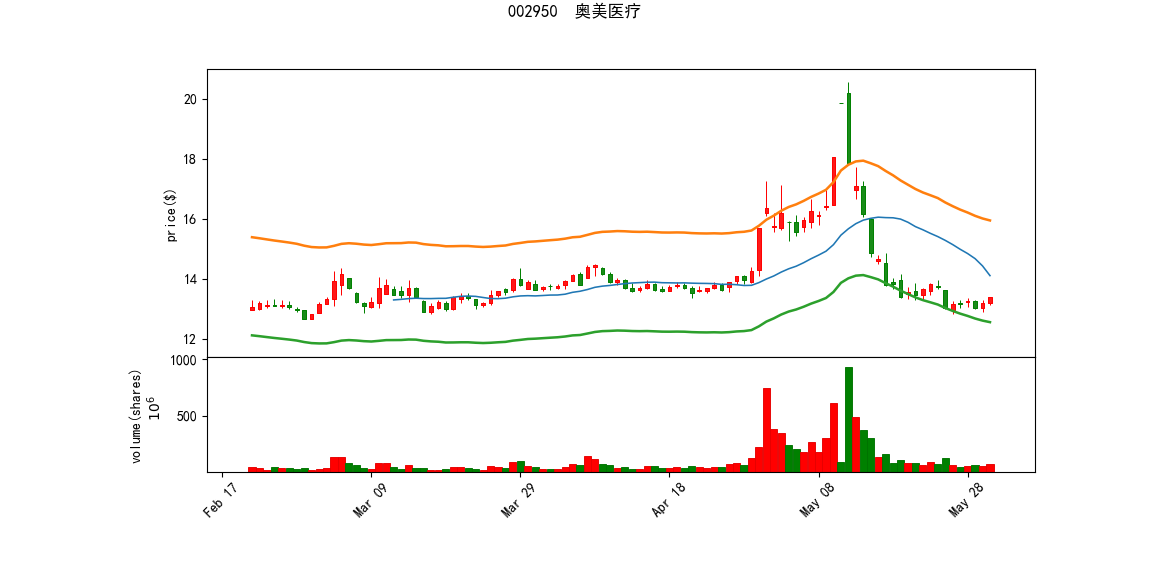 002950 奥美医疗
price($)
20
18
16
14
12
volume(shares)
10^6
1000
500
Feb 17
Mar 09
Mar 29
Apr 18
May 08
May 28